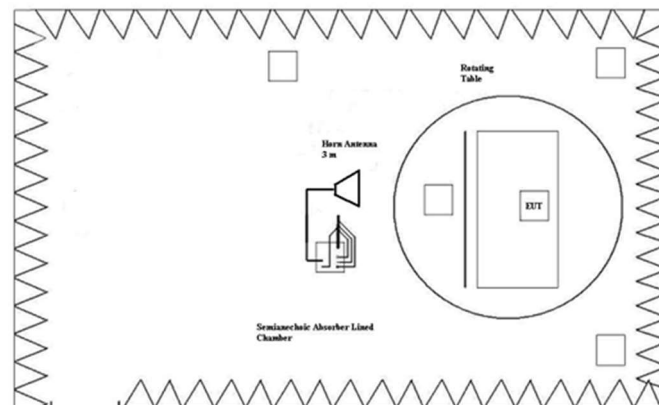 Rotating
Table
Horn Antenna
3 m
EUT
Semianechoic Absorber Lined
Chamber